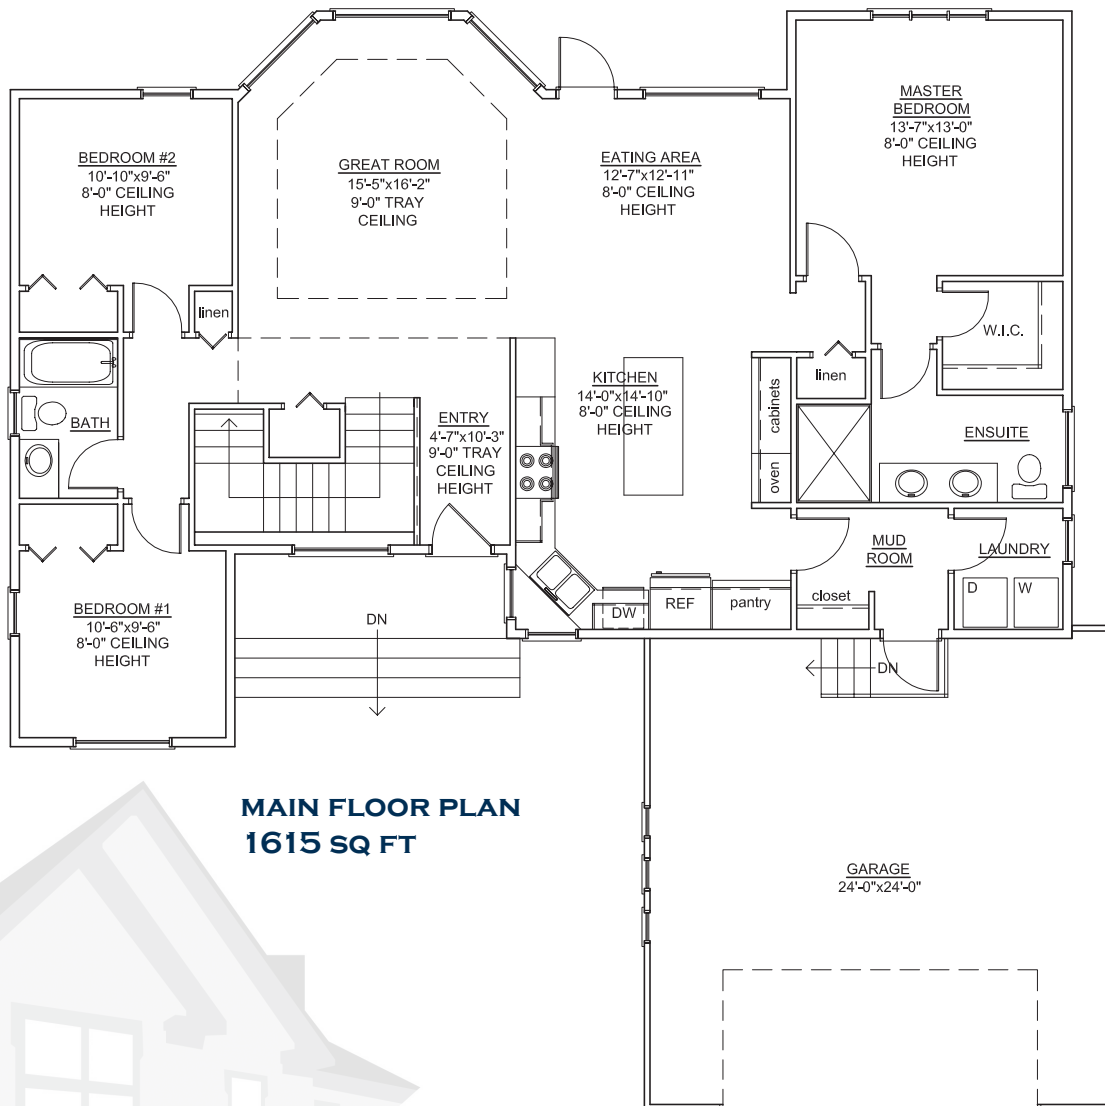 MASTER
BEDROOM
13'-7"x13'-0"
8'-0" CEILING
HEIGHT
BEDROOM #2
10'-10"x9'-6"
8'-0" CEILING
HEIGHT
GREAT ROOM
15'-5"x16'-2"
9'-0" TRAY
CEILING
EATING AREA
12'-7"x12'-11"
8'-0" CEILING
HEIGHT
linen
W.I.C.
KITCHEN
14'-0"x14'-10"
8'-0" CEILING
HEIGHT
linen
cabinets
oven
BATH
ENTRY
4'-7"x10'-3"
9'-0" TRAY
CEILING
HEIGHT
ENSUITE
MUD
ROOM
LAUNDRY
D
W
closet
BEDROOM #1
10'-6"x9'-6"
8'-0" CEILING
HEIGHT
DN
DW
REF
pantry
DN
MAIN FLOOR PLAN
1615 SQ FT
GARAGE
24'-0"x24'-0"